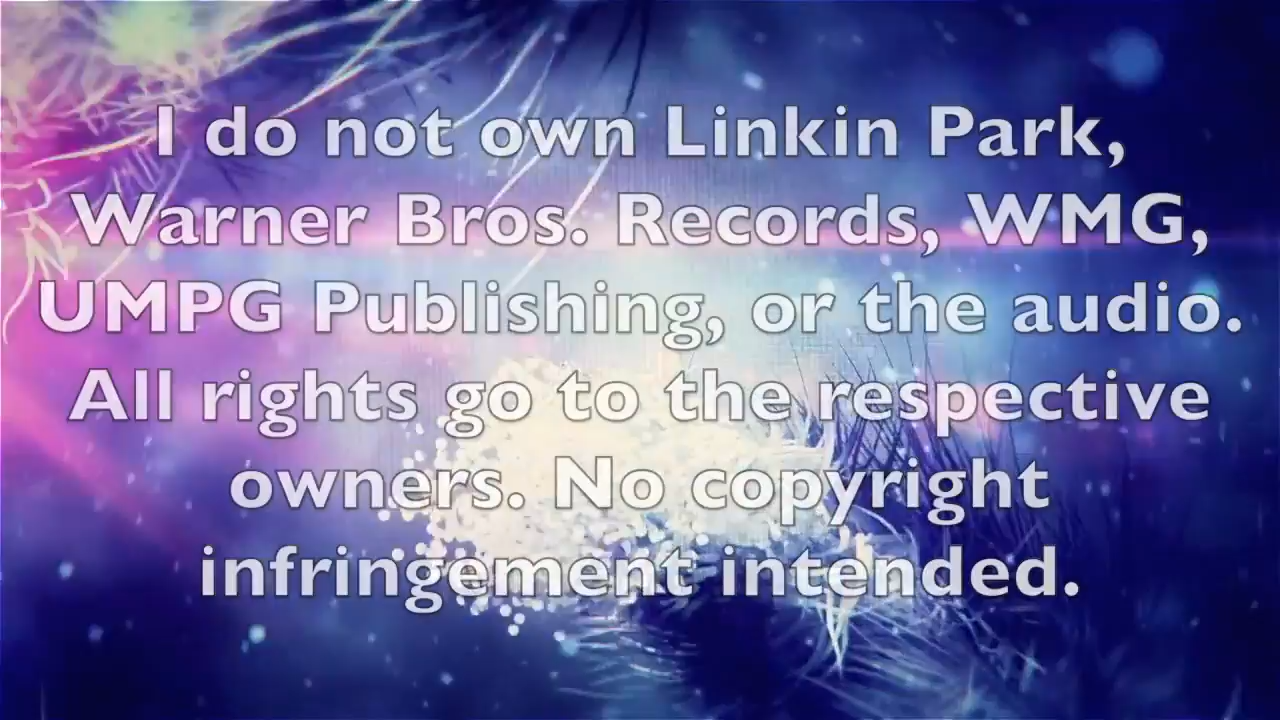 I do not own Linkin Park,
Warner Bros. Records, WMG,
UMPG Publishing, or the audio.
All rights go to the respective
owners. No copyright
infringement intended.